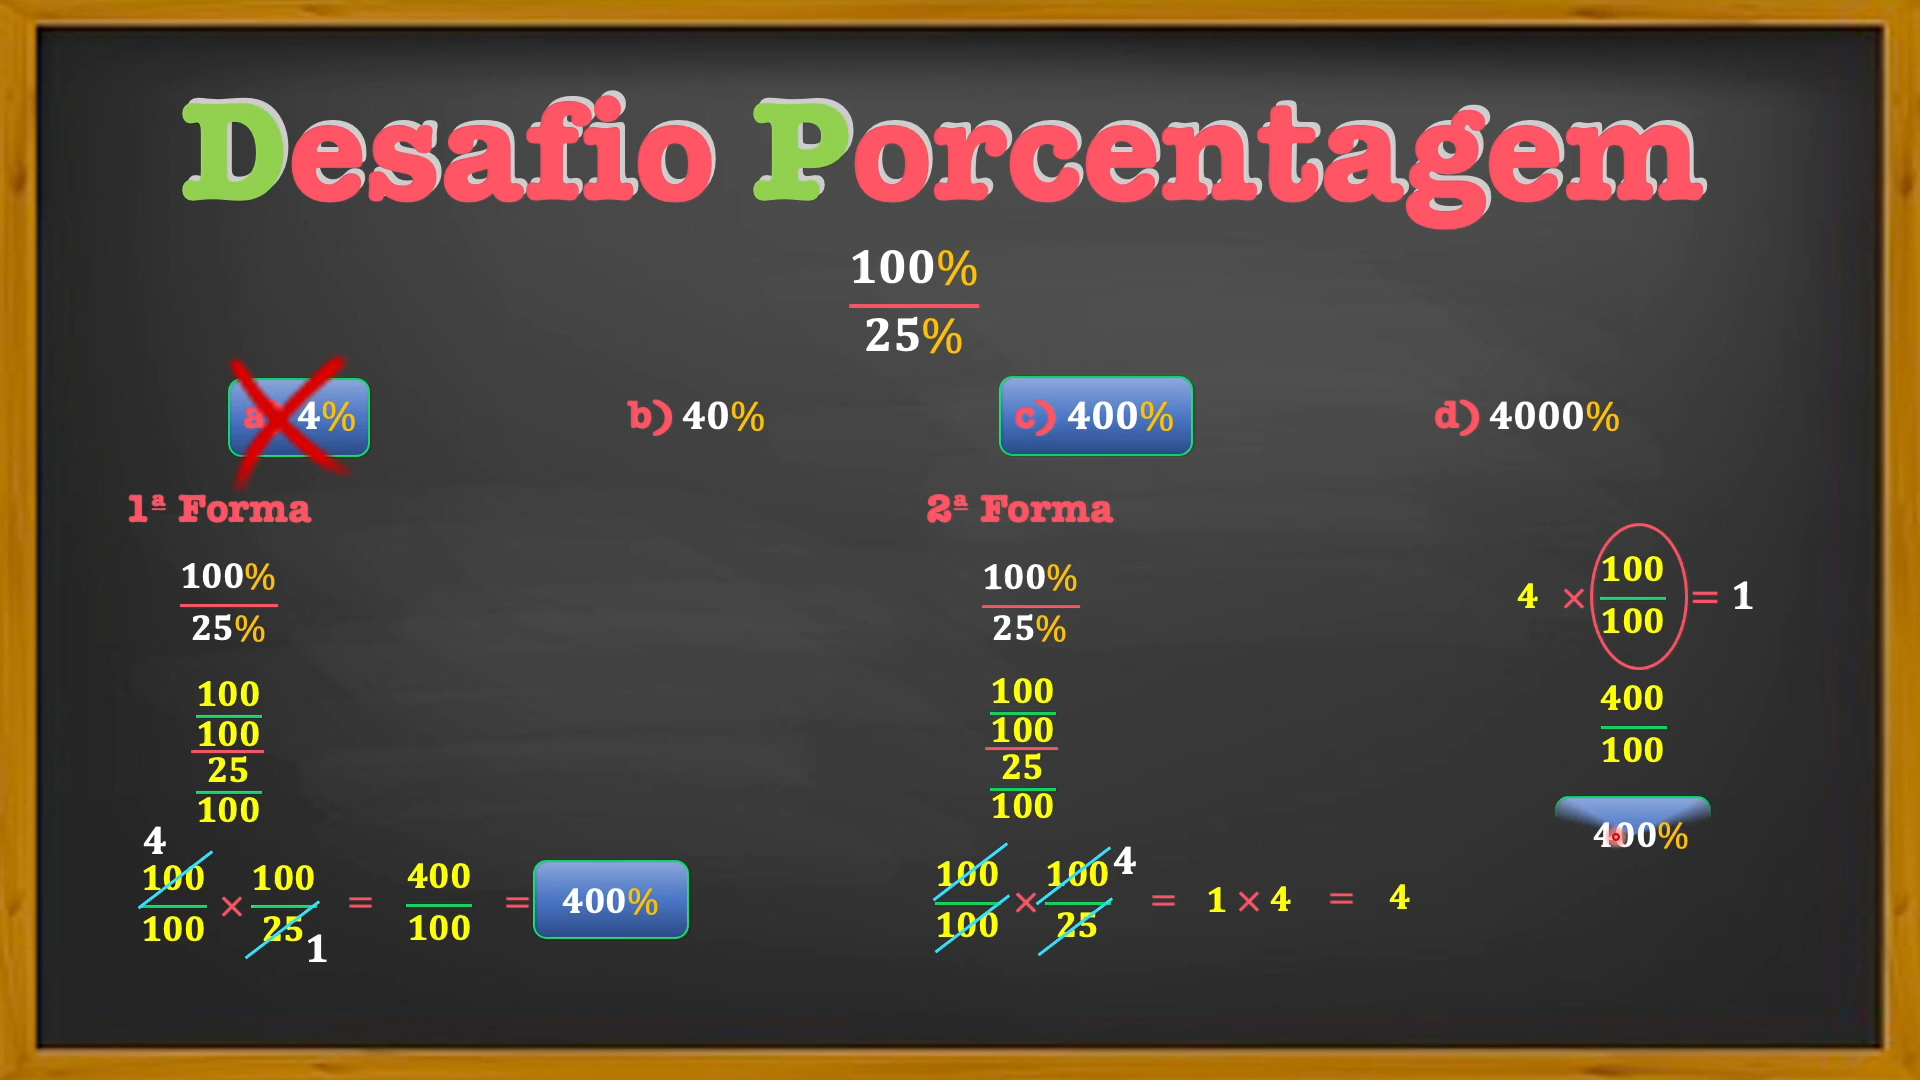 Desafio Porcentagem
100%
25%
a) 4%
b) 40%
c) 400%
d) 4000%
1ª Forma
100%
25%
100
100
25
100
4
100 × 100 = 400 = 400%
100 25 100
1
2ª Forma
100%
25%
100
100
25
100
100 × 100 4 = 1 × 4 = 4
100 25
4 × 100 = 1
100
400
100
400%